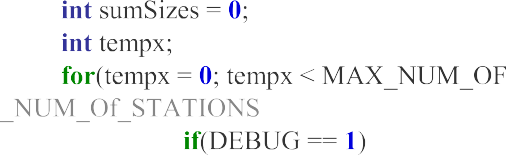 int sumSizes = 0;
int tempx;
for(tempx = 0; tempx < MAX_NUM_OF
_NUM_Of_STATIONS
if(DEBUG == 1)